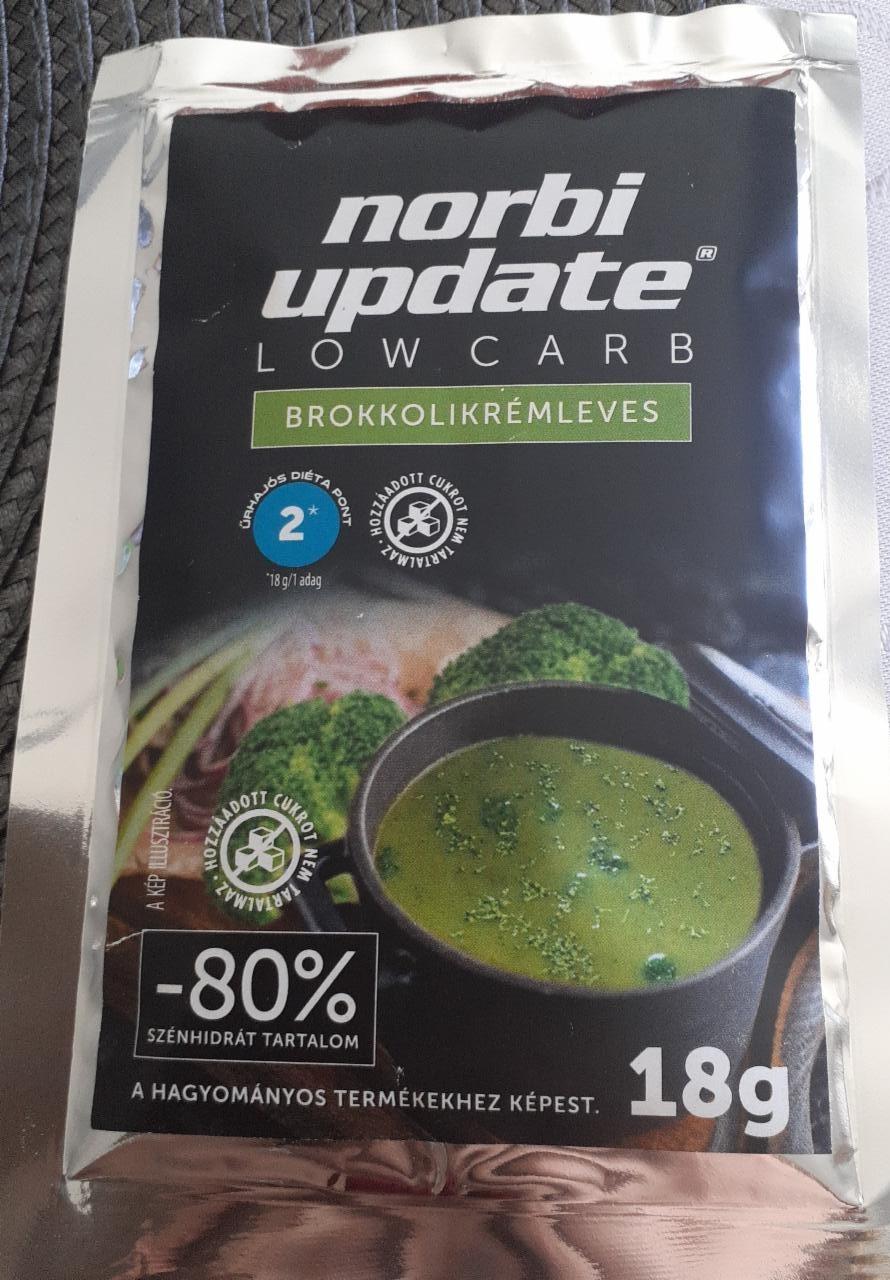 norbi
update®
LOW CARB
BROKKOLIKRÉMLEVES
ŰRHAJÓS DIÉTA PONT
2*
*18 g/1 adag
HOZZÁADOTT CUKROT NEM TARTALMAZ •
A KÉP ILLUSZTRÁCIÓ.
HOZZÁADOTT CUKROT NEM TARTALMAZ •
-80%
SZÉNHIDRÁT TARTALOM
A HAGYOMÁNYOS TERMÉKEKHEZ KÉPEST.
18g